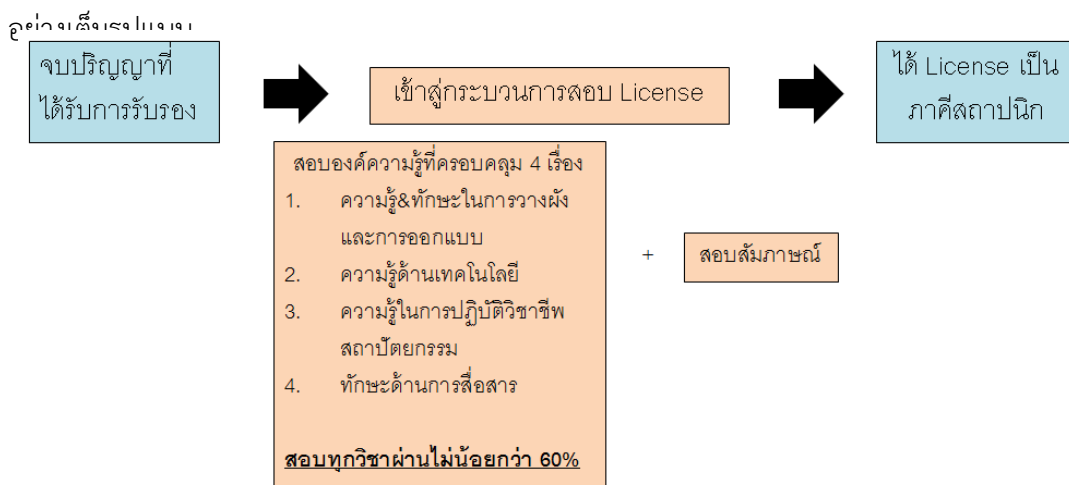 จบปริญญาที่
ได้รับการรับรอง
เข้าสู่กระบวนการสอบ License
ได้ License เป็น
ภาคีสถาปนิก
สอบองค์ความรู้ที่ครอบคลุม 4 เรื่อง
1. ความรู้&ทักษะในการวางผัง
และการออกแบบ
2. ความรู้ด้านเทคโนโลยี
3. ความรู้ในการปฏิบัติวิชาชีพ
สถาปัตยกรรม
4. ทักษะด้านการสื่อสาร
สอบทุกวิชาผ่านไม่น้อยกว่า 60%
+
สอบสัมภาษณ์